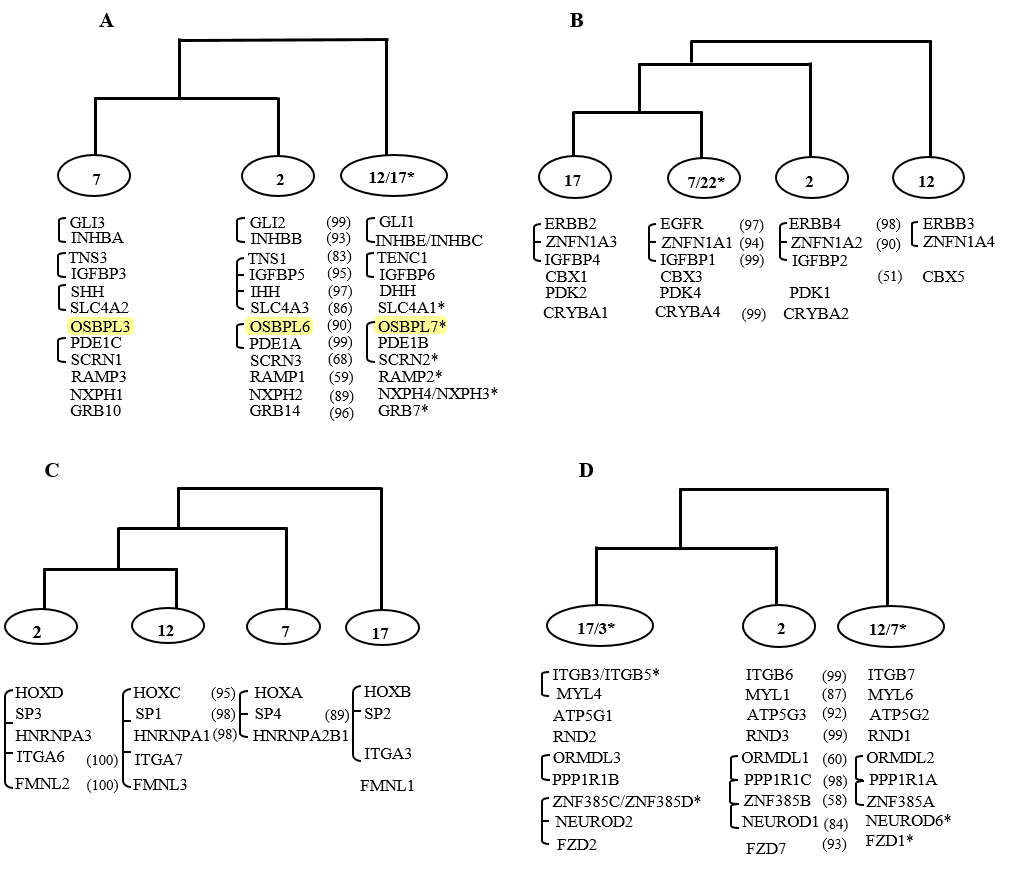 A
7 2 12/17*
GLI3 GLI2 (99) GLI1
INHBA INHBB (93) INHBE/INHBC
TNS3 TNS1 (83) TENC1
IGFBP3 IGFBP5 (95) IGFBP6
SHH IHH (97) DHH
SLC4A2 SLC4A3 (86) SLC4A1*
OSBPL3 OSBPL6 (90) OSBPL7*
PDE1C PDE1A (99) PDE1B
SCRN1 SCRN3 (68) SCRN2*
RAMP3 RAMP1 (59) RAMP2*
NXPH1 NXPH2 (89) NXPH4/NXPH3*
GRB10 GRB14 (96) GRB7*
B
17 7/22* 2 12
ERBB2 EGFR (97) ERBB4 (98) ERBB3
ZNFN1A3 ZNFN1A1 (94) ZNFN1A2 (90) ZNFN1A4
IGFBP4 IGFBP1 (99) IGFBP2
CBX1 CBX3 (51) CBX5
PDK2 PDK4 PDK1
CRYBA1 CRYBA4 (99) CRYBA2
C
2 12 7 17
HOXD HOXC (95) HOXA HOXB
SP3 SP1 (98) SP4 (89) SP2
HNRNPA3 HNRNPA1 (98) HNRNPA2B1
ITGA6 (100) ITGA7 ITGA3
FMNL2 (100) FMNL3 FMNL1
D
17/3* 2 12/7*
ITGB3/ITGB5* ITGB6 (99) ITGB7
MYL4 MYL1 (87) MYL6
ATP5G1 ATP5G3 (92) ATP5G2
RND2 RND3 (99) RND1
ORMDL3 ORMDL1 (60) ORMDL2
PPP1R1B PPP1R1C (98) PPP1R1A
ZNF385C/ZNF385D* ZNF385B (58) ZNF385A
NEUROD2 NEUROD1 (84) NEUROD6*
FZD2 FZD7 (93) FZD1*